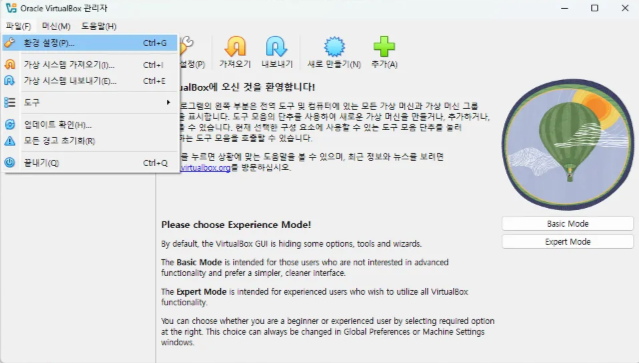 Oracle VirtualBox 관리자
파일(F) 머신(M) 도움말(H)
환경 설정(P)... Ctrl+G
가상 시스템 가져오기(I)... Ctrl+I
가상 시스템 내보내기(E)... Ctrl+E
도구
업데이트 확인(H)...
모든 경고 초기화(R)
끝내기(Q) Ctrl+Q
설정(P) 가져오기(I) 내보내기(E) 새로 만들기(N) 추가(A)
alBox에 오신 것을 환영합니다!
로그램의 왼쪽 부분은 전역 도구 및 컴퓨터에 있는 모든 가상 머신과 가상 머신 그룹
을 표시합니다. 도구 모음의 단추를 사용하여 새로운 가상 머신을 만들거나, 추가하거나,
할 수 있습니다. 현재 선택한 구성 요소에 사용할 수 있는 도구 모음 단추를 눌러
하는 도구 모음을 호출할 수 있습니다.
을 누르면 상황에 맞는 도움말을 볼 수 있으며, 최근 정보와 뉴스를 보려면
virtualbox.org를 방문하십시오.
Please choose Experience Mode!
By default, the VirtualBox GUI is hiding some options, tools and wizards.
The Basic Mode is intended for those users who are not interested in advanced
functionality and prefer a simpler, cleaner interface.
The Expert Mode is intended for experienced users who wish to utilize all VirtualBox
functionality.
You can choose whether you are a beginner or experienced user by selecting required option
at the right. This choice can always be changed in Global Preferences or Machine Settings
windows.
Basic Mode
Expert Mode